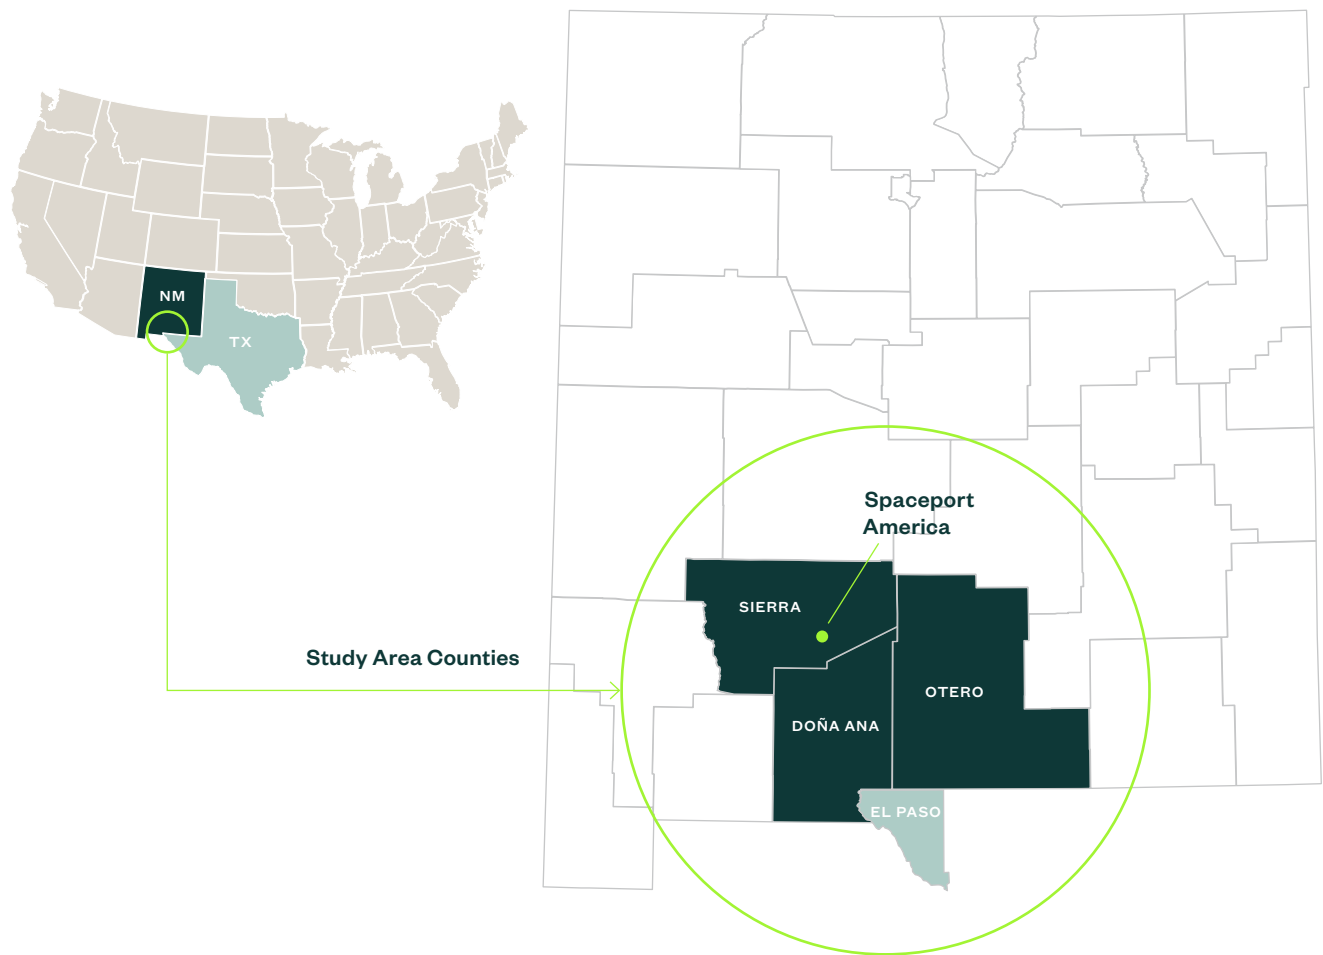 NM
TX
Spaceport
America
SIERRA
Study Area Counties
OTERO
DOÑA ANA
EL PASO